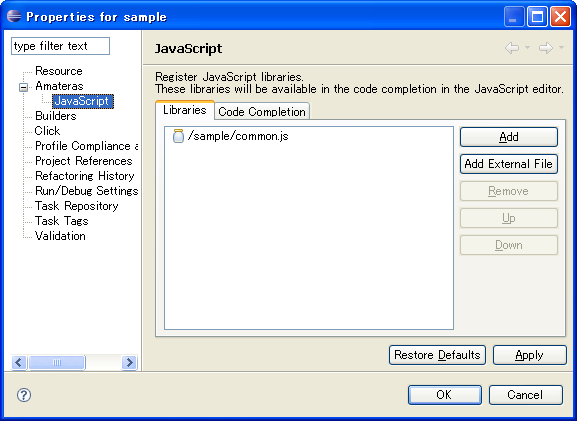 Properties for sample
type filter text
Resource
Amateras
JavaScript
Builders
Click
Profile Compliance a
Project References
Refactoring History
Run/Debug Settings
Task Repository
Task Tags
Validation
JavaScript
Register JavaScript libraries.
These libraries will be available in the code completion in the JavaScript editor.
Libraries Code Completion
/sample/common.js
Add
Add External File
Remove
Up
Down
Restore Defaults Apply
? OK Cancel